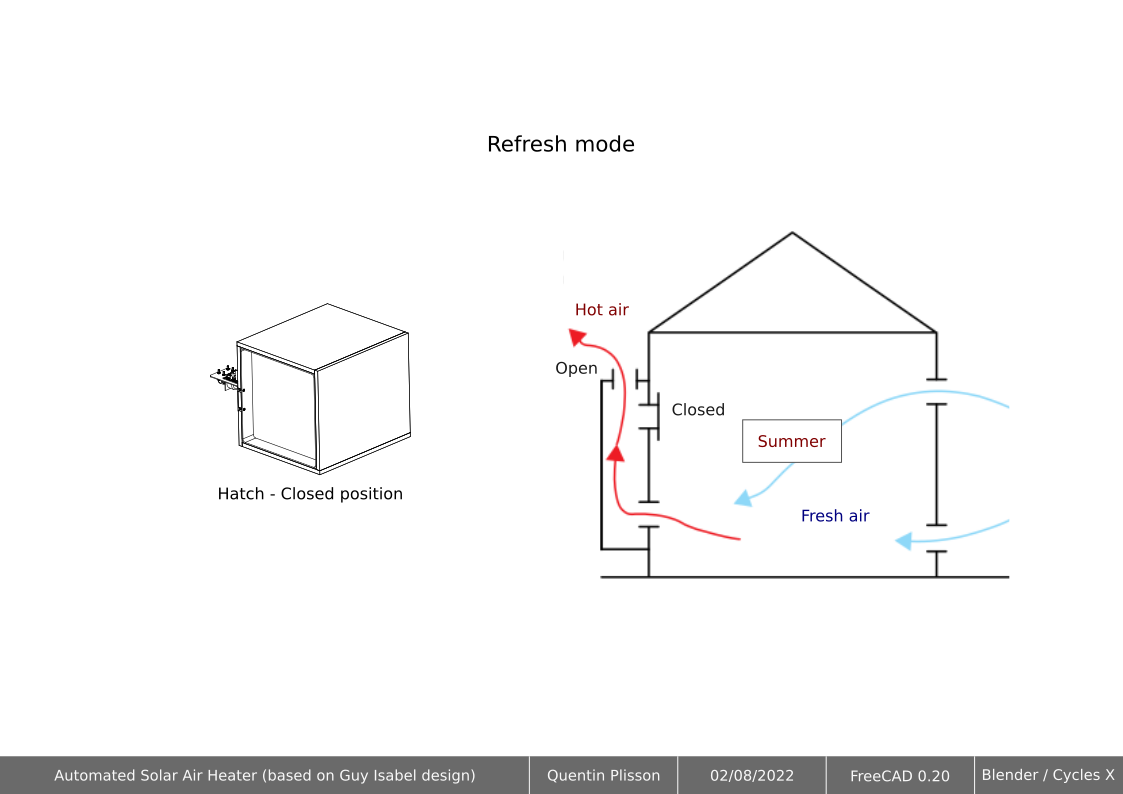 Refresh mode
Hot air
Open
Closed
Summer
Hatch - Closed position
Fresh air
Automated Solar Air Heater (based on Guy Isabel design)
Quentin Plisson
02/08/2022
FreeCAD 0.20
Blender / Cycles X